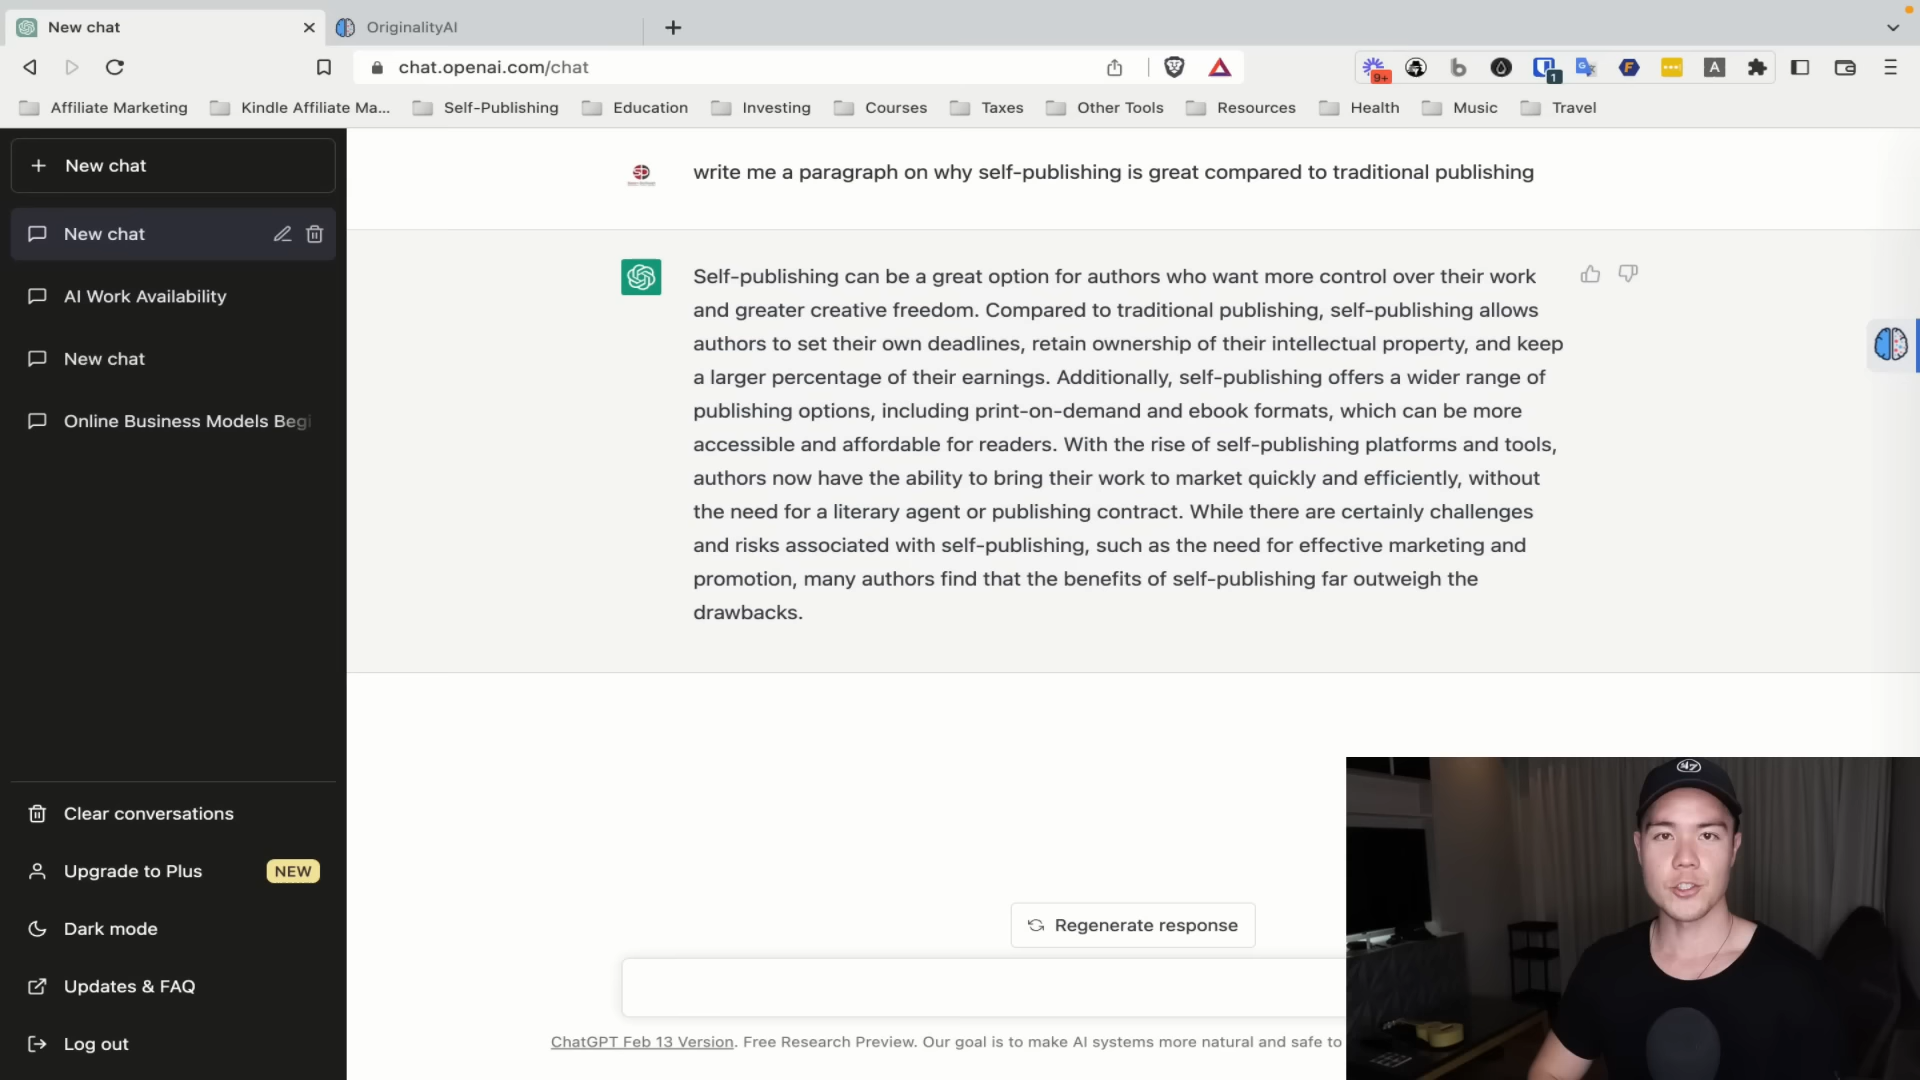 New chat
OriginalityAI
chat.openai.com/chat
9+
b
1
F
A
Affiliate Marketing
Kindle Affiliate Ma...
Self-Publishing
Education
Investing
Courses
Taxes
Other Tools
Resources
Health
Music
Travel
New chat
New chat
AI Work Availability
New chat
Online Business Models Begi
Clear conversations
Upgrade to Plus
NEW
Dark mode
Updates & FAQ
Log out
write me a paragraph on why self-publishing is great compared to traditional publishing
Self-publishing can be a great option for authors who want more control over their work
and greater creative freedom. Compared to traditional publishing, self-publishing allows
authors to set their own deadlines, retain ownership of their intellectual property, and keep
a larger percentage of their earnings. Additionally, self-publishing offers a wider range of
publishing options, including print-on-demand and ebook formats, which can be more
accessible and affordable for readers. With the rise of self-publishing platforms and tools,
authors now have the ability to bring their work to market quickly and efficiently, without
the need for a literary agent or publishing contract. While there are certainly challenges
and risks associated with self-publishing, such as the need for effective marketing and
promotion, many authors find that the benefits of self-publishing far outweigh the
drawbacks.
Regenerate response
ChatGPT Feb 13 Version. Free Research Preview. Our goal is to make AI systems more natural and safe to
47